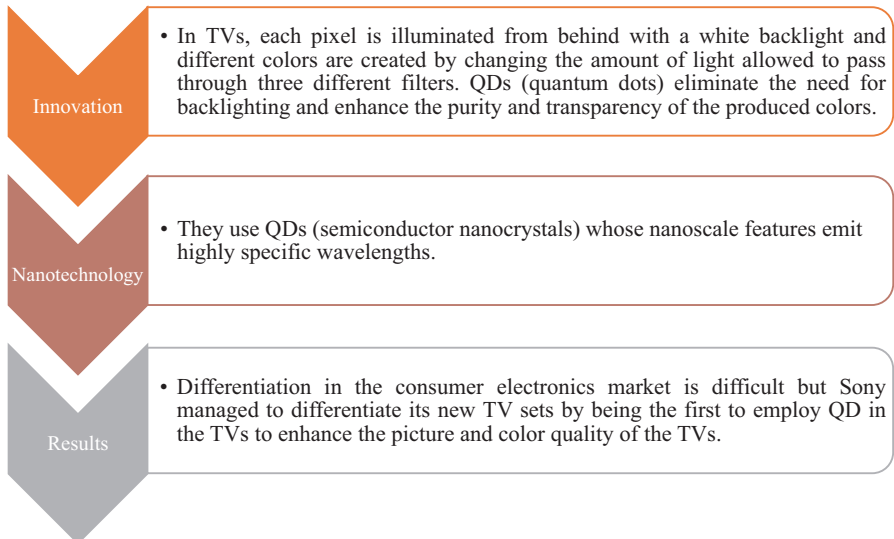 Innovation
• In TVs, each pixel is illuminated from behind with a white backlight and
different colors are created by changing the amount of light allowed to pass
through three different filters. QDs (quantum dots) eliminate the need for
backlighting and enhance the purity and transparency of the produced colors.
Nanotechnology
• They use QDs (semiconductor nanocrystals) whose nanoscale features emit
highly specific wavelengths.
Results
• Differentiation in the consumer electronics market is difficult but Sony
managed to differentiate its new TV sets by being the first to employ QD in
the TVs to enhance the picture and color quality of the TVs.